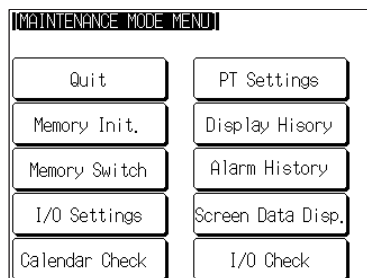 [MAINTENANCE MODE MENU]
Quit
PT Settings
Memory Init.
Display Hisory
Memory Switch
Alarm History
I/O Settings
Screen Data Disp.
Calendar Check
I/O Check